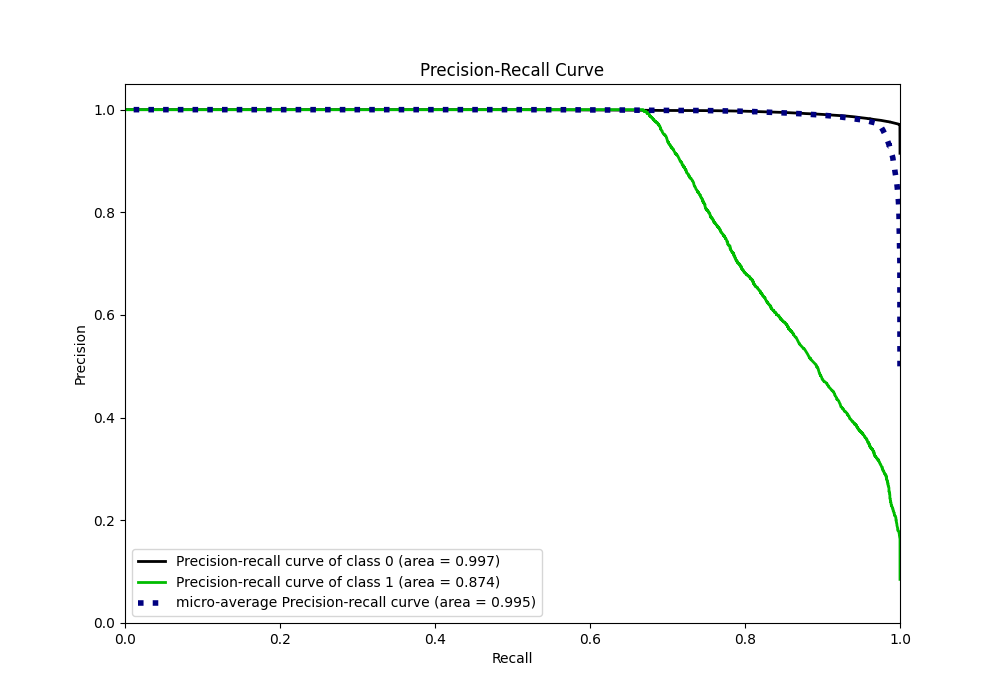 Precision-Recall Curve
1.0
0.8
0.6
0.4
0.2
0.0
Precision
Precision-recall curve of class 0 (area = 0.997)
Precision-recall curve of class 1 (area = 0.874)
micro-average Precision-recall curve (area = 0.995)
0.0 0.2 0.4 0.6 0.8 1.0
Recall